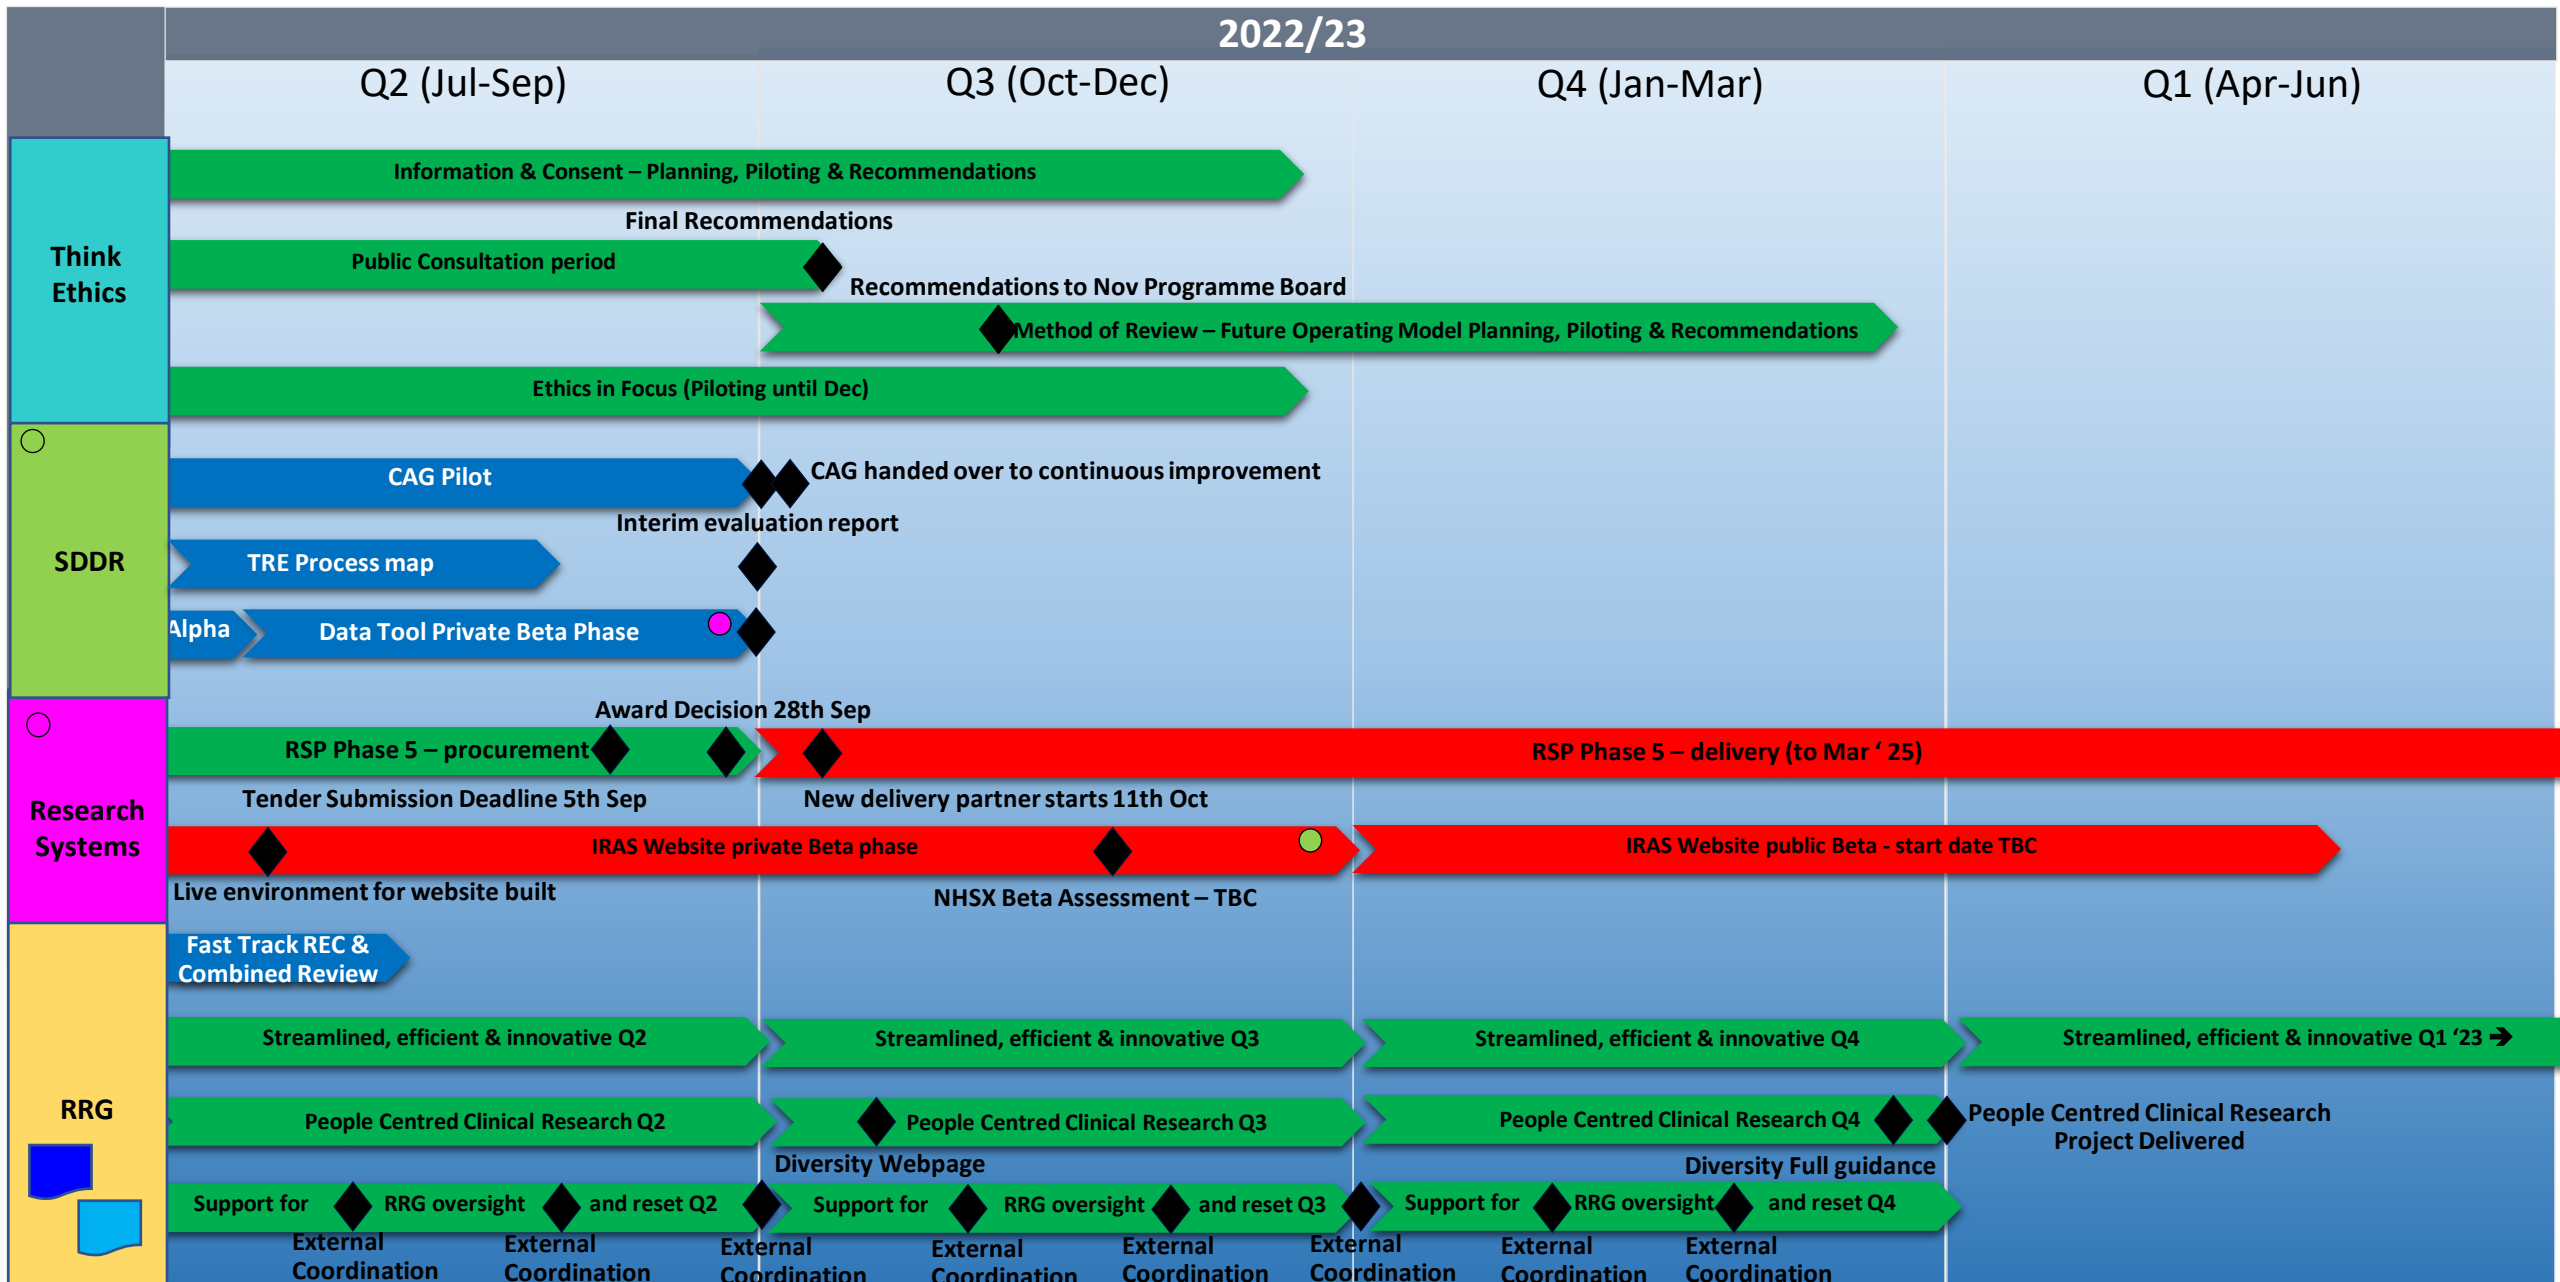 2022/23
Q2 (Jul-Sep)
Q3 (Oct-Dec)
Q4 (Jan-Mar)
Q1 (Apr-Jun)
Think
Ethics
Information & Consent – Planning, Piloting & Recommendations
Final Recommendations
Public Consultation period
Recommendations to Nov Programme Board
Method of Review – Future Operating Model Planning, Piloting & Recommendations
Ethics in Focus (Piloting until Dec)
SDDR
CAG Pilot
CAG handed over to continuous improvement
Interim evaluation report
TRE Process map
Alpha
Data Tool Private Beta Phase
Research
Systems
Award Decision 28th Sep
RSP Phase 5 – procurement
RSP Phase 5 – delivery (to Mar ‘ 25)
Tender Submission Deadline 5th Sep
New delivery partner starts 11th Oct
IRAS Website private Beta phase
IRAS Website public Beta - start date TBC
Live environment for website built
NHSX Beta Assessment – TBC
RRG
Fast Track REC &
Combined Review
Streamlined, efficient & innovative Q2
Streamlined, efficient & innovative Q3
Streamlined, efficient & innovative Q4
Streamlined, efficient & innovative Q1 ‘23 ➔
People Centred Clinical Research Q2
People Centred Clinical Research Q3
People Centred Clinical Research Q4
People Centred Clinical Research
Project Delivered
Diversity Webpage
Diversity Full guidance
Support for RRG oversight and reset Q2
Support for RRG oversight and reset Q3
Support for RRG oversight and reset Q4
External
Coordination
External
Coordination
External
Coordination
External
Coordination
External
Coordination
External
Coordination
External
Coordination
External
Coordination